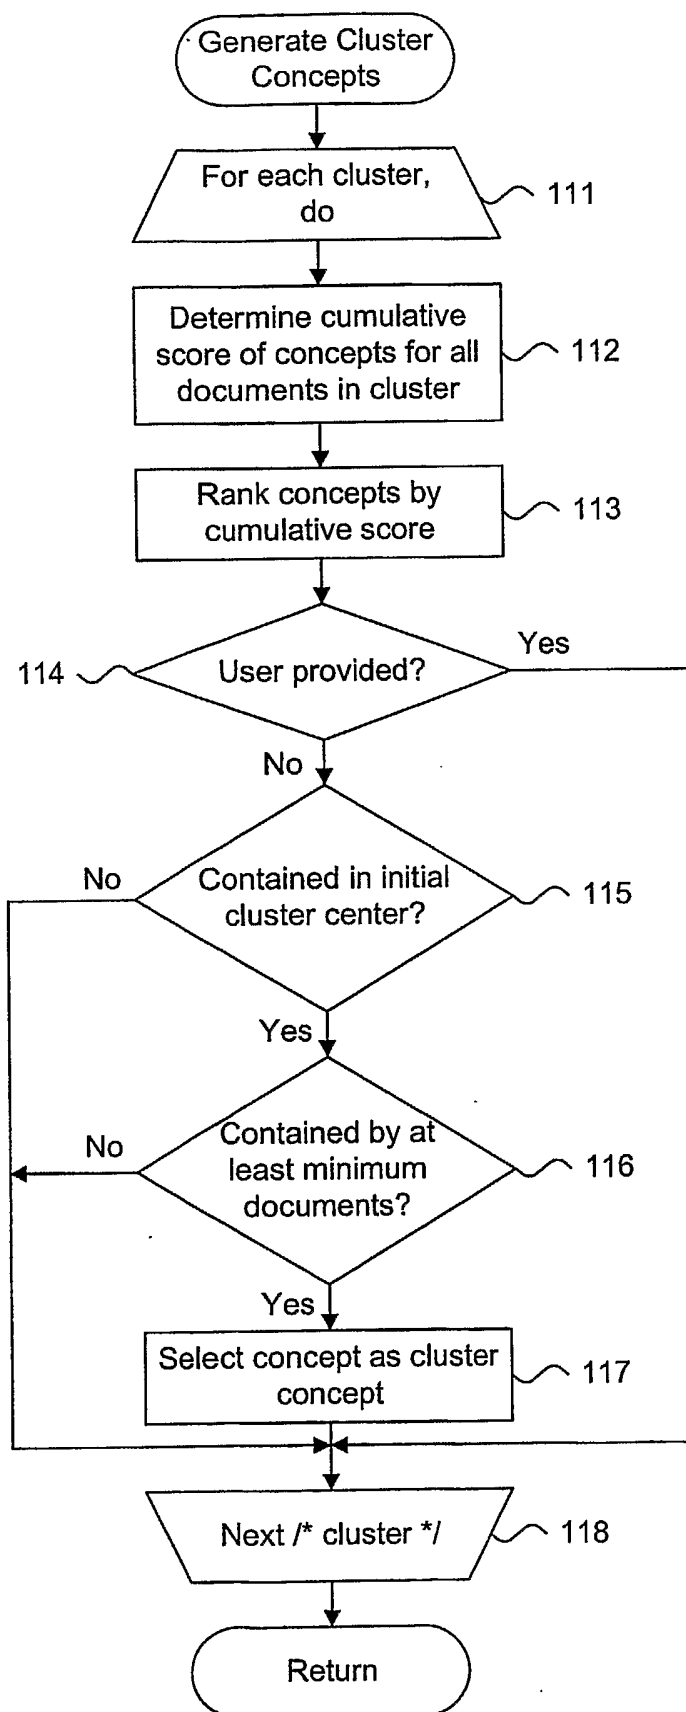 Generate Cluster
Concepts
For each cluster,
do
111
Determine cumulative
score of concepts for all
documents in cluster
112
Rank concepts by
cumulative score
113
User provided?
114
Yes
No
Contained in initial
cluster center?
115
No
Yes
Contained by at
least minimum
documents?
116
No
Yes
Select concept as cluster
concept
117
Next /* cluster */
118
Return